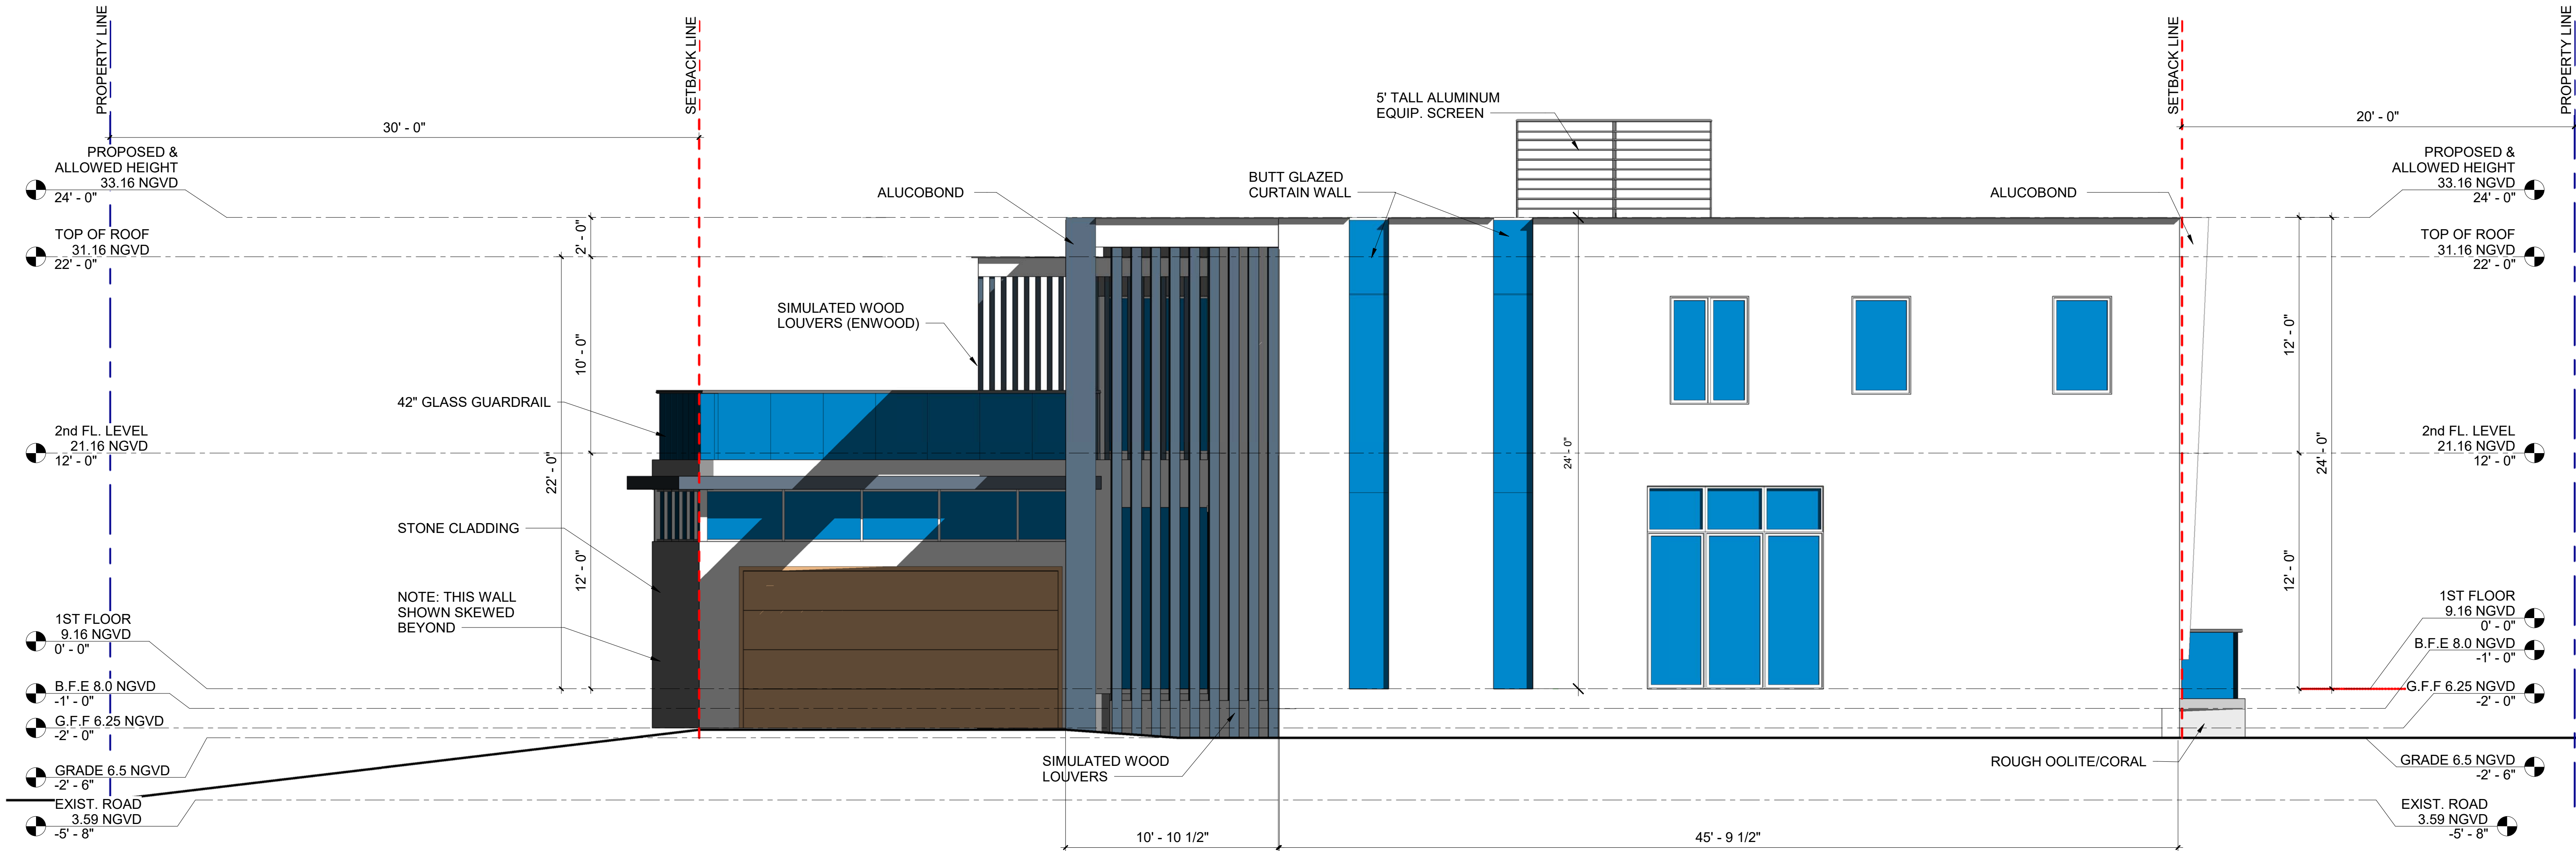 PROPERTY LINE
SETBACK LINE
SETBACK LINE
PROPERTY LINE
30' - 0"
20' - 0"
PROPOSED &
ALLOWED HEIGHT
33.16 NGVD
24' - 0"
TOP OF ROOF
31.16 NGVD
22' - 0"
2nd FL. LEVEL
21.16 NGVD
12' - 0"
1ST FLOOR
9.16 NGVD
0' - 0"
B.F.E 8.0 NGVD
-1' - 0"
G.F.F 6.25 NGVD
-2' - 0"
GRADE 6.5 NGVD
-2' - 6"
EXIST. ROAD
3.59 NGVD
-5' - 8"
2' - 0"
10' - 0"
22' - 0"
12' - 0"
42" GLASS GUARDRAIL
STONE CLADDING
NOTE: THIS WALL
SHOWN SKEWED
BEYOND
SIMULATED WOOD
LOUVERS (ENWOOD)
ALUCOBOND
BUTT GLAZED
CURTAIN WALL
5' TALL ALUMINUM
EQUIP. SCREEN
24' - 0"
SIMULATED WOOD
LOUVERS
10' - 10 1/2"
45' - 9 1/2"
ALUCOBOND
ROUGH OOLITE/CORAL
12' - 0"
24' - 0"
12' - 0"
PROPOSED &
ALLOWED HEIGHT
33.16 NGVD
24' - 0"
TOP OF ROOF
31.16 NGVD
22' - 0"
2nd FL. LEVEL
21.16 NGVD
12' - 0"
1ST FLOOR
9.16 NGVD
0' - 0"
B.F.E 8.0 NGVD
-1' - 0"
G.F.F 6.25 NGVD
-2' - 0"
GRADE 6.5 NGVD
-2' - 6"
EXIST. ROAD
3.59 NGVD
-5' - 8"